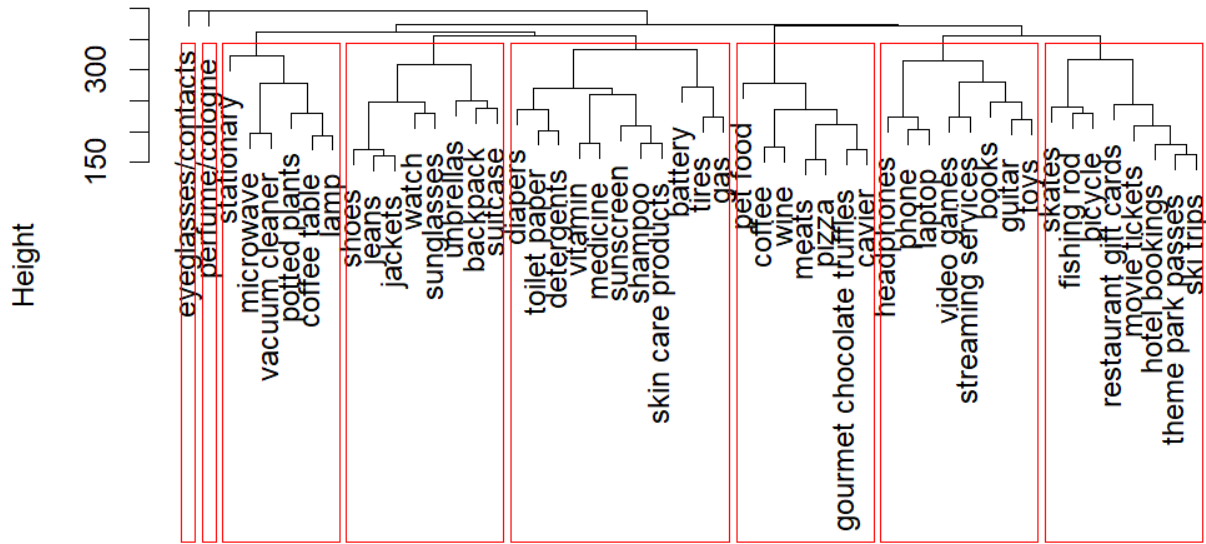 Height
150
300
eyeglasses/contacts
perfume/cologne
stationary
microwave
vacuum cleaner
potted plants
coffee table
lamp
shoes
jeans
jackets
watch
sunglasses
unbrellas
backpack
suitcase
diapers
toilet paper
detergents
vitamin
medicine
sunscreen
shampoo
skin care products
battery
tires
gas
pet food
coffee
wine
meats
pizza
gourmet chocolate truffles
cavier
headphones
phone
laptop
video games
streaming services
books
guitar
toys
skates
fishing rod
bicycle
restaurant gift cards
movie tickets
hotel bookings
theme park passes
ski trips